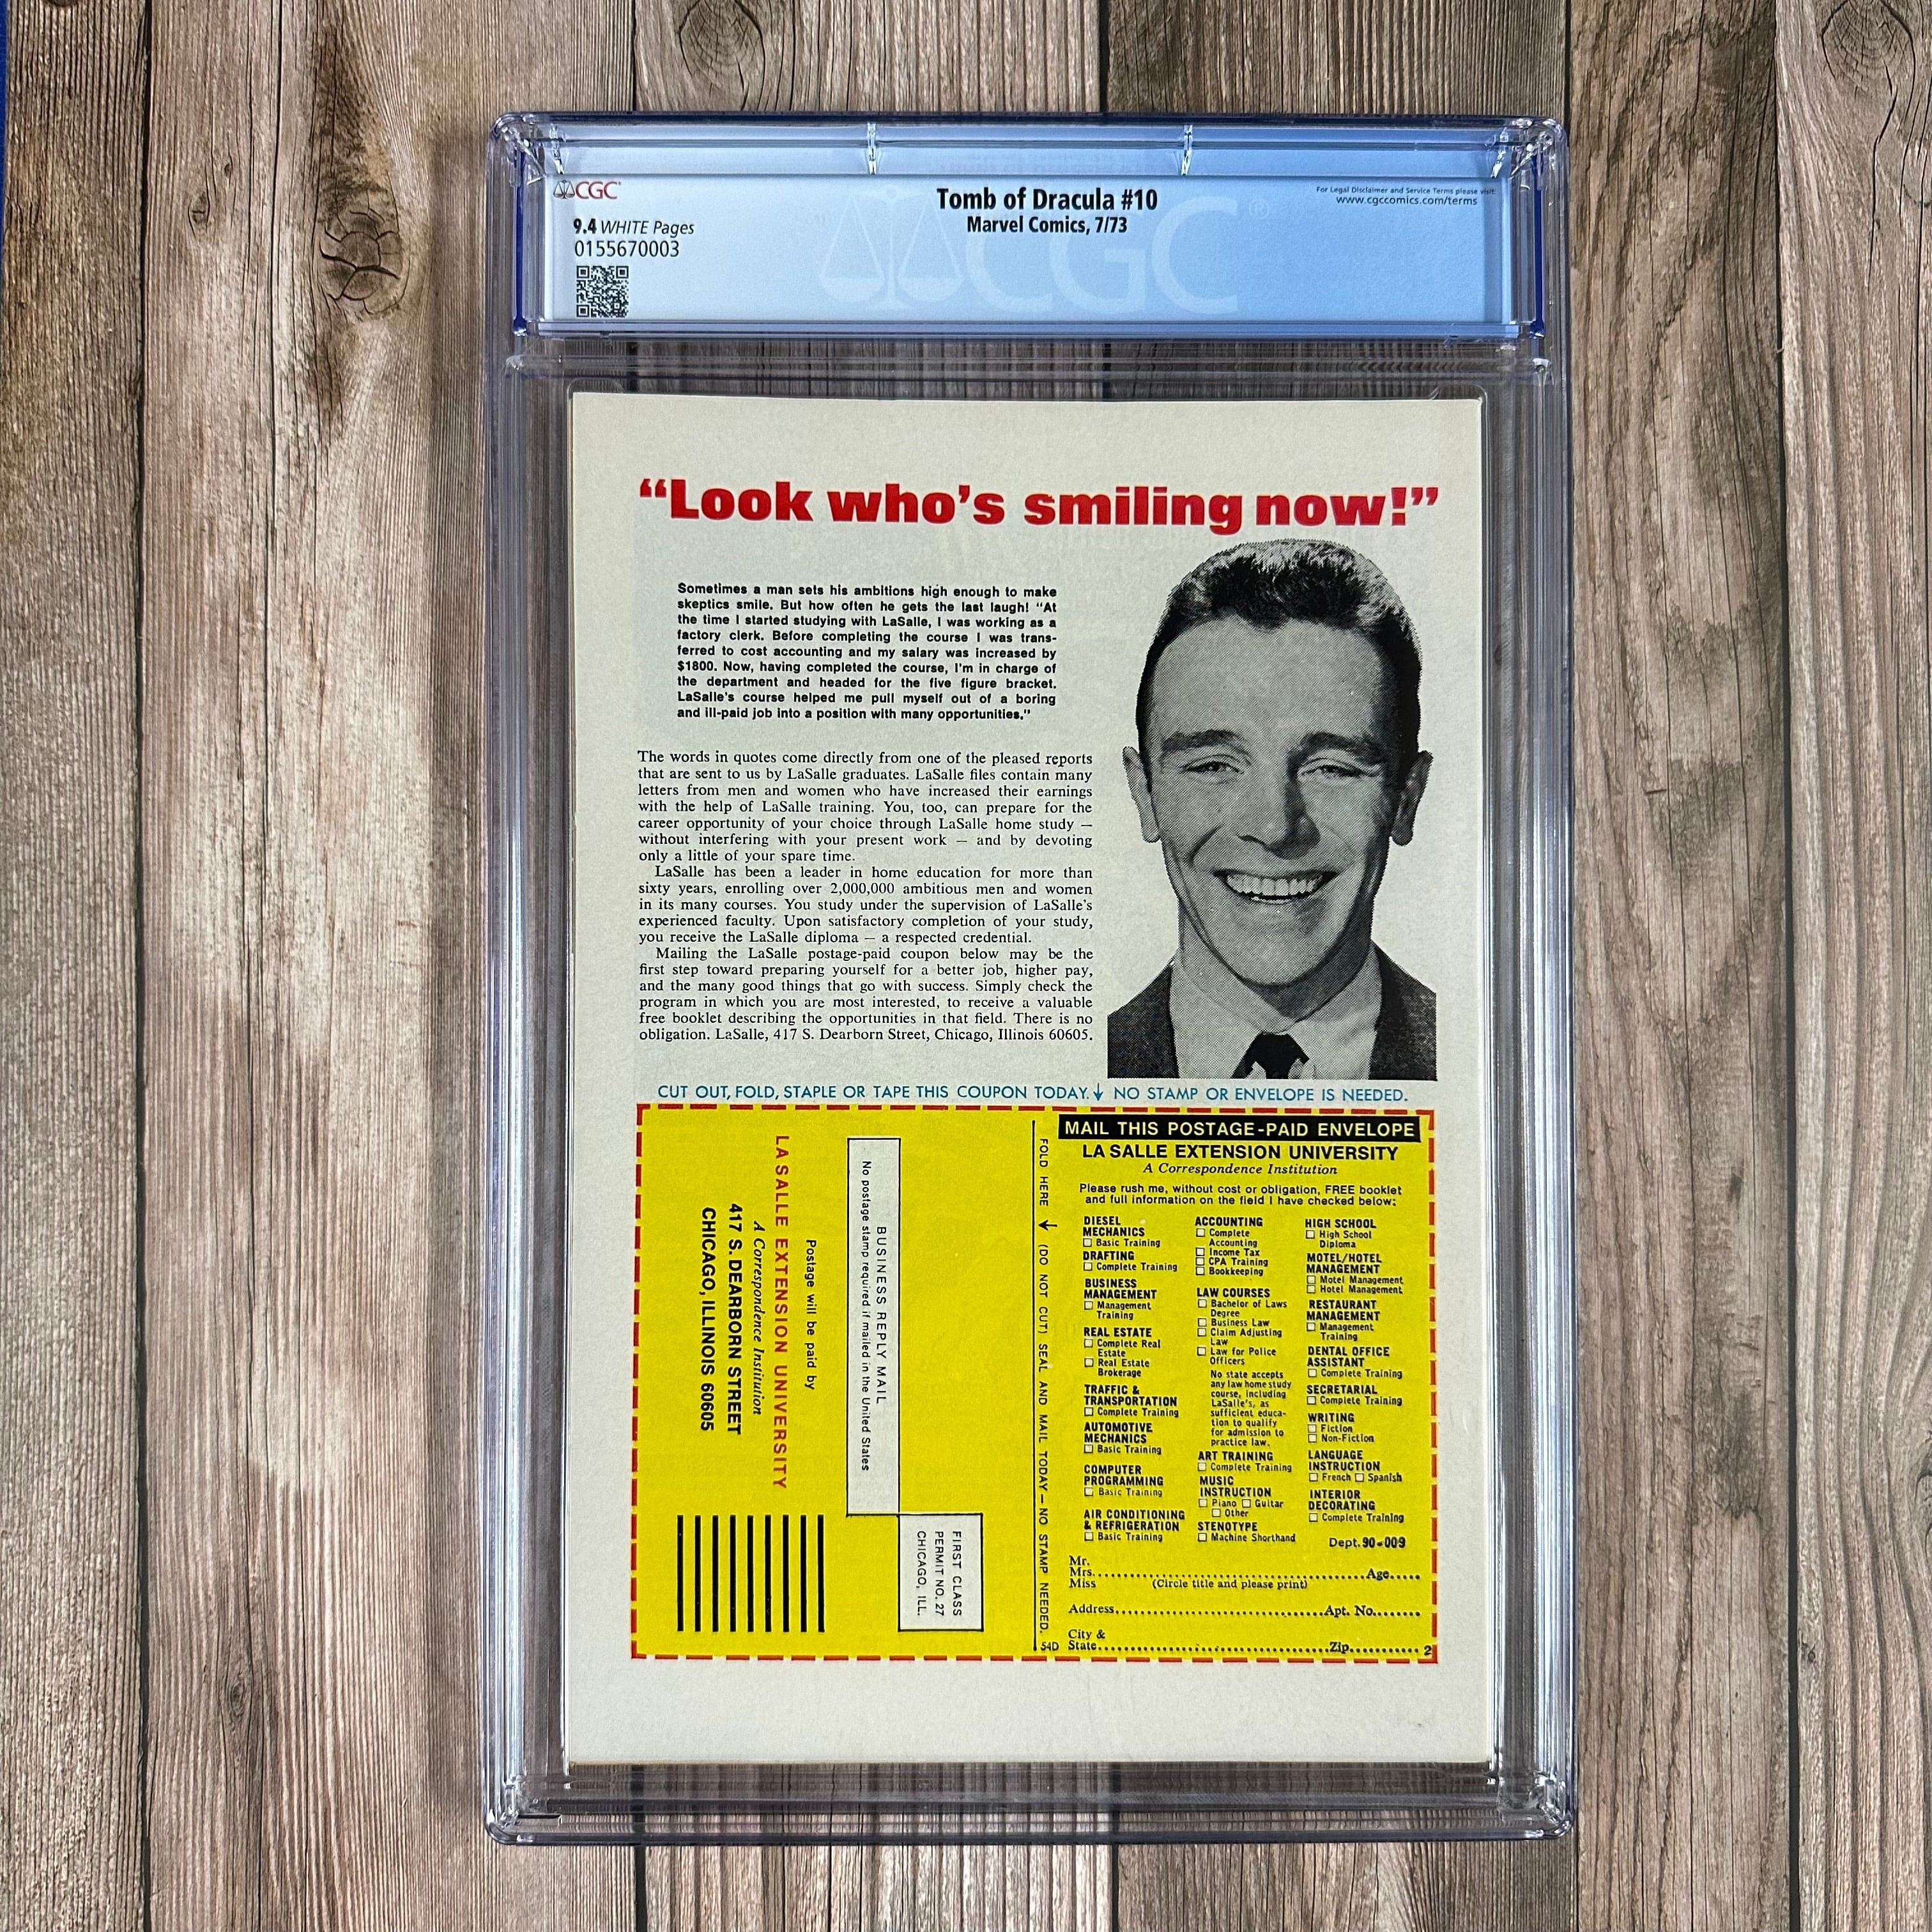 CGC
Tomb of Dracula #10
Marvel Comics, 7/73
For Legal Disclaimer and Service Terms please visit:
www.cgccomics.com/terms
9.4 WHITE Pages
0155670003
CGC
“Look who’s smiling now!”
Sometimes a man sets his ambitions high enough to make
skeptics smile. But how often he gets the last laugh! “At
the time I started studying with LaSalle, I was working as a
factory clerk. Before completing the course I was trans-
ferred to cost accounting and my salary was increased by
$1800. Now, having completed the course, I'm in charge of
the department and headed for the five figure bracket.
LaSalle's course helped me pull myself out of a boring
and ill-paid job into a position with many opportunities.”
The words in quotes come directly from one of the pleased reports
that are sent to us by LaSalle graduates. LaSalle files contain many
letters from men and women who have increased their earnings
with the help of LaSalle training. You, too, can prepare for the
career opportunity of your choice through LaSalle home study —
without interfering with your present work — and by devoting
only a little of your spare time.
LaSalle has been a leader in home education for more than
sixty years, enrolling over 2,000,000 ambitious men and women
in its many courses. You study under the supervision of LaSalle's
experienced faculty. Upon satisfactory completion of your study,
you receive the LaSalle diploma — a respected credential.
Mailing the LaSalle postage-paid coupon below may be the
first step toward preparing yourself for a better job, higher pay,
and the many good things that go with success. Simply check the
program in which you are most interested, to receive a valuable
free booklet describing the opportunities in that field. There is no
obligation. LaSalle, 417 S. Dearborn Street, Chicago, Illinois 60605.
CUT OUT, FOLD, STAPLE OR TAPE THIS COUPON TODAY. ↓ NO STAMP OR ENVELOPE IS NEEDED.
FIRST CLASS
PERMIT NO. 27
CHICAGO, ILL.
BUSINESS REPLY MAIL
No postage stamp required if mailed in the United States
Postage will be paid by
LA SALLE EXTENSION UNIVERSITY
A Correspondence Institution
417 S. DEARBORN STREET
CHICAGO, ILLINOIS 60605
FOLD HERE ↓ (DO NOT CUT) SEAL AND MAIL TODAY — NO STAMP NEEDED.
54D
MAIL THIS POSTAGE-PAID ENVELOPE
LA SALLE EXTENSION UNIVERSITY
A Correspondence Institution
Please rush me, without cost or obligation, FREE booklet
and full information on the field I have checked below:
DIESEL
MECHANICS
☐ Basic Training
DRAFTING
☐ Complete Training
BUSINESS
MANAGEMENT
☐ Management
Training
REAL ESTATE
☐ Complete Real
Estate
☐ Real Estate
Brokerage
TRAFFIC &
TRANSPORTATION
☐ Complete Training
AUTOMOTIVE
MECHANICS
☐ Basic Training
COMPUTER
PROGRAMMING
☐ Basic Training
AIR CONDITIONING
& REFRIGERATION
☐ Basic Training
ACCOUNTING
☐ Complete
Accounting
☐ Income Tax
☐ CPA Training
☐ Bookkeeping
LAW COURSES
☐ Bachelor of Laws
Degree
☐ Business Law
☐ Claim Adjusting
Law
☐ Law for Police
Officers
No state accepts
any law home study
course, including
LaSalle's, as
sufficient educa-
tion to qualify
for admission to
practice law.
ART TRAINING
☐ Complete Training
MUSIC
INSTRUCTION
☐ Piano ☐ Guitar
☐ Other
STENOTYPE
☐ Machine Shorthand
HIGH SCHOOL
☐ High School
Diploma
MOTEL/HOTEL
MANAGEMENT
☐ Motel Management
☐ Hotel Management
RESTAURANT
MANAGEMENT
☐ Management
Training
DENTAL OFFICE
ASSISTANT
☐ Complete Training
SECRETARIAL
☐ Complete Training
WRITING
☐ Fiction
☐ Non-Fiction
LANGUAGE
INSTRUCTION
☐ French ☐ Spanish
INTERIOR
DECORATING
☐ Complete Training
Dept. 90-009
Mr.
Mrs. Age
Miss (Circle title and please print)
Address Apt. No.
City &
State Zip 2